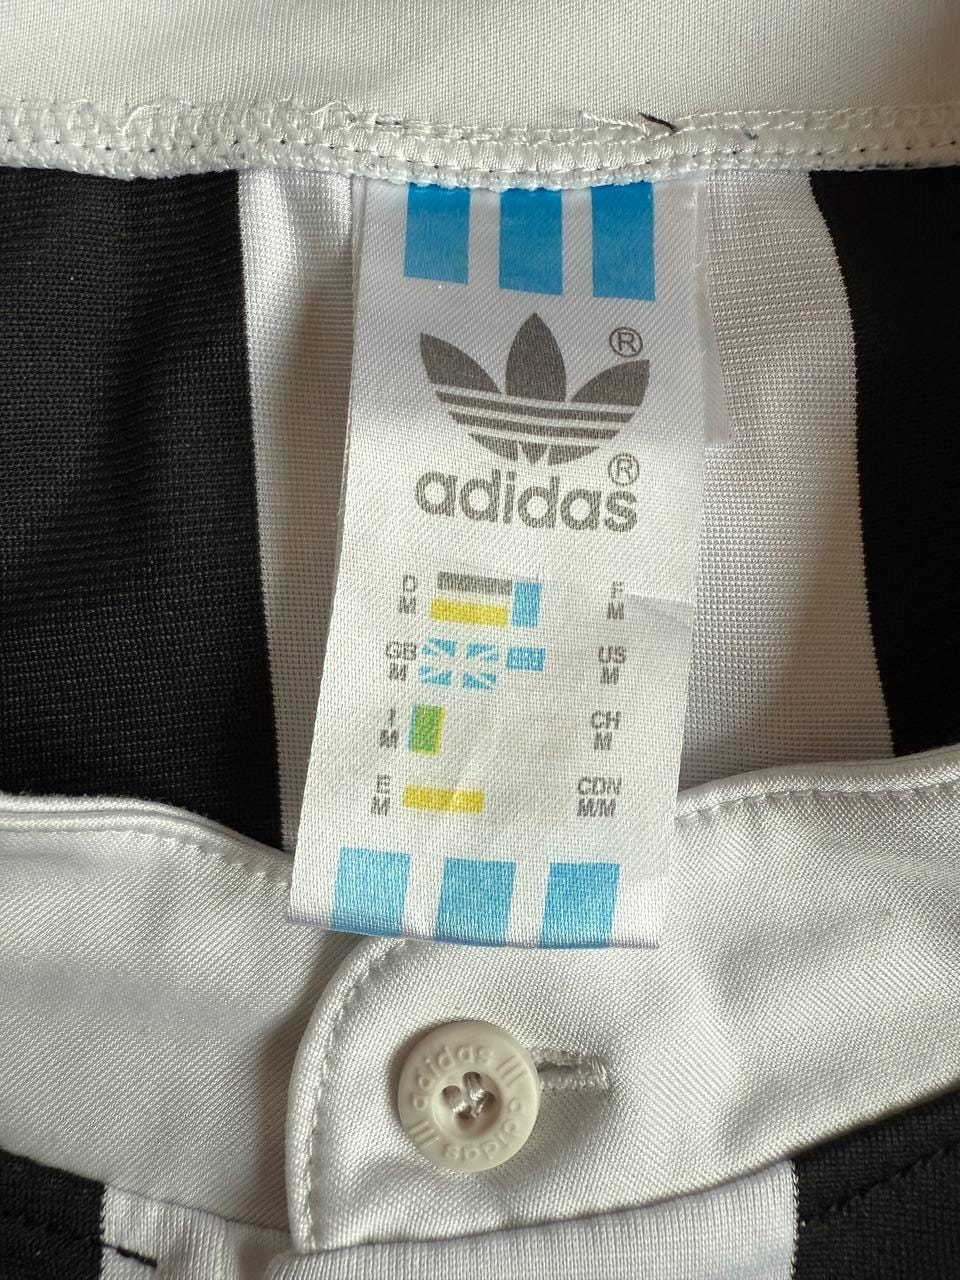 ®
adidas®
D M F M
GB M US M
I M CH M
E M CDN M/M
adidas
adidas